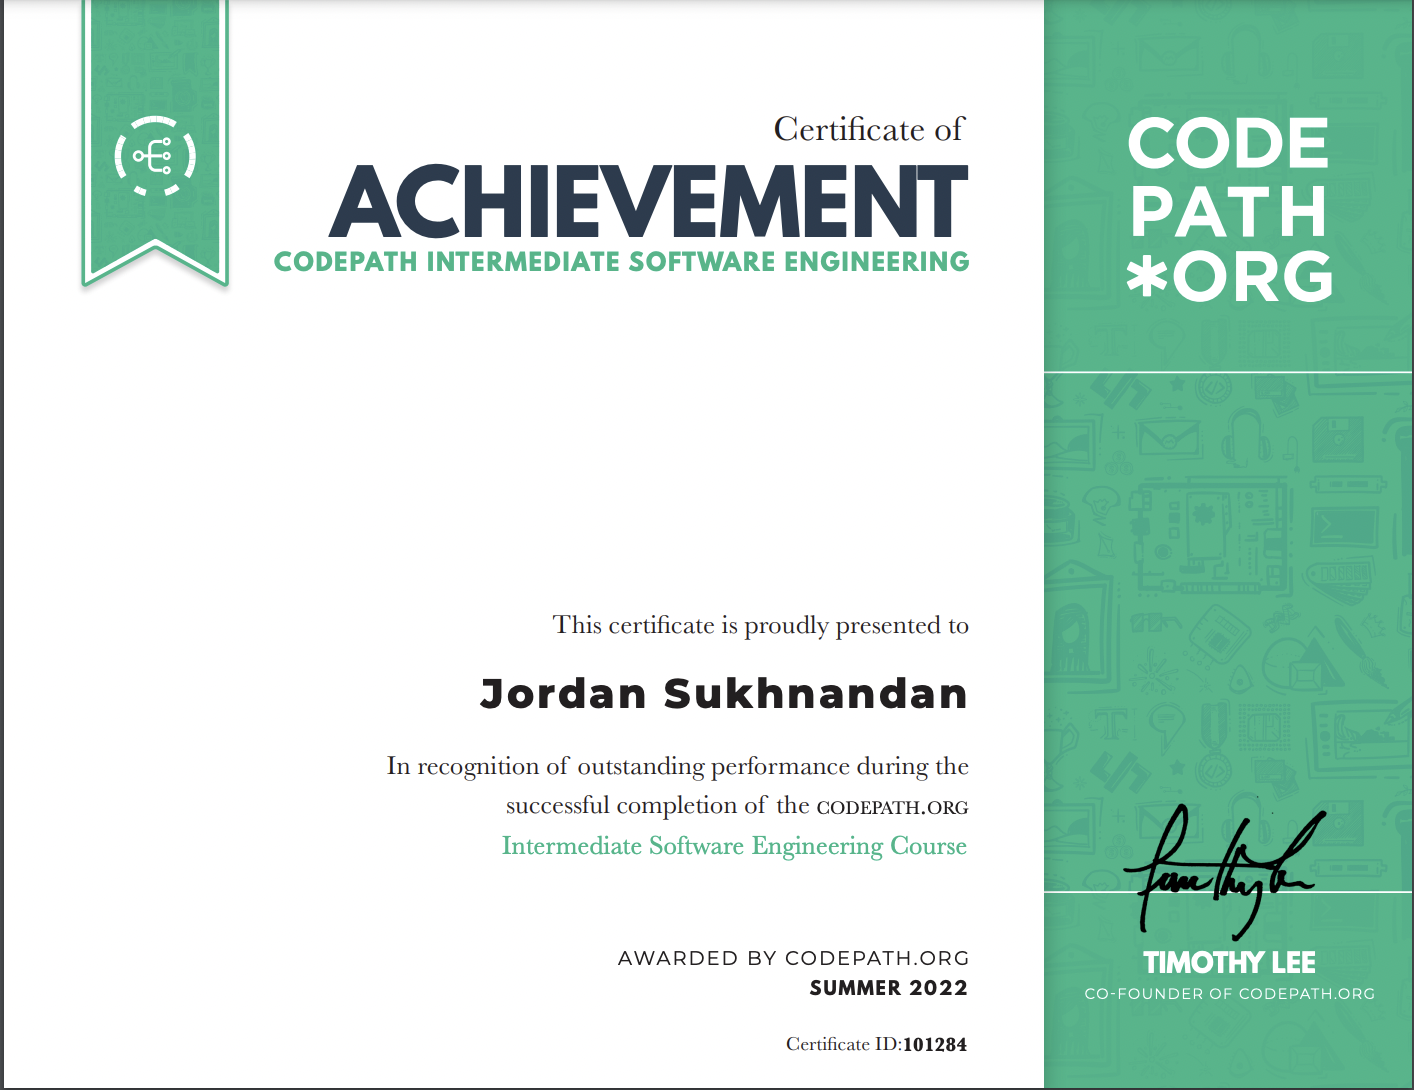 Certificate of
ACHIEVEMENT
CODEPATH INTERMEDIATE SOFTWARE ENGINEERING
This certificate is proudly presented to
Jordan Sukhnandan
In recognition of outstanding performance during the
successful completion of the CODEPATH.ORG
Intermediate Software Engineering Course
AWARDED BY CODEPATH.ORG
SUMMER 2022
Certificate ID:101284
CODE
PATH
*ORG
TIMOTHY LEE
CO-FOUNDER OF CODEPATH.ORG